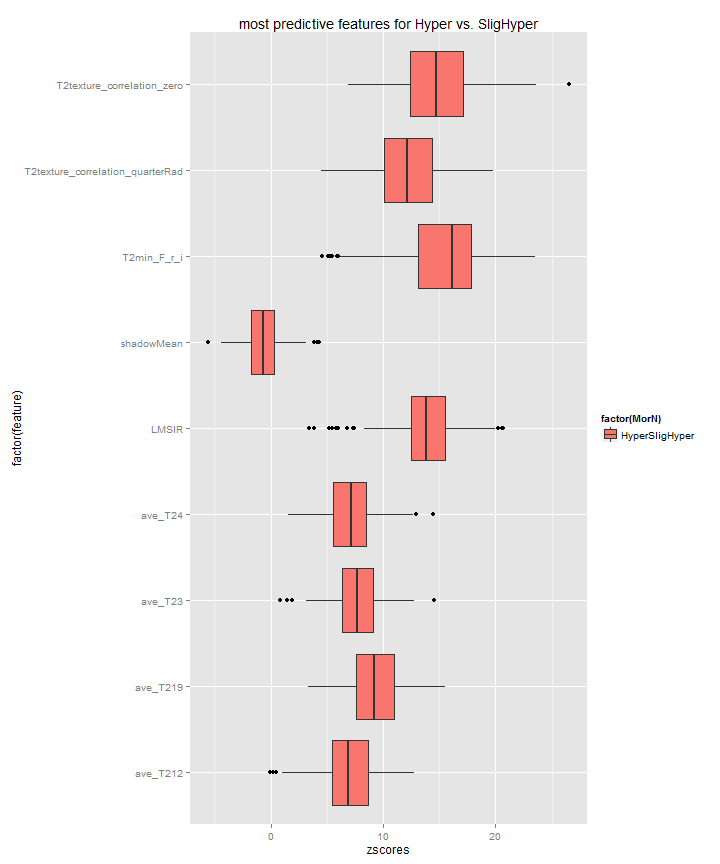 most predictive features for Hyper vs. SligHyper
T2texture_correlation_zero
T2texture_correlation_quarterRad
T2min_F_r_i
shadowMean
LMSIR
ave_T24
ave_T23
ave_T219
ave_T212
factor(feature)
0 10 20
zscores
factor(MorN)
HyperSligHyper